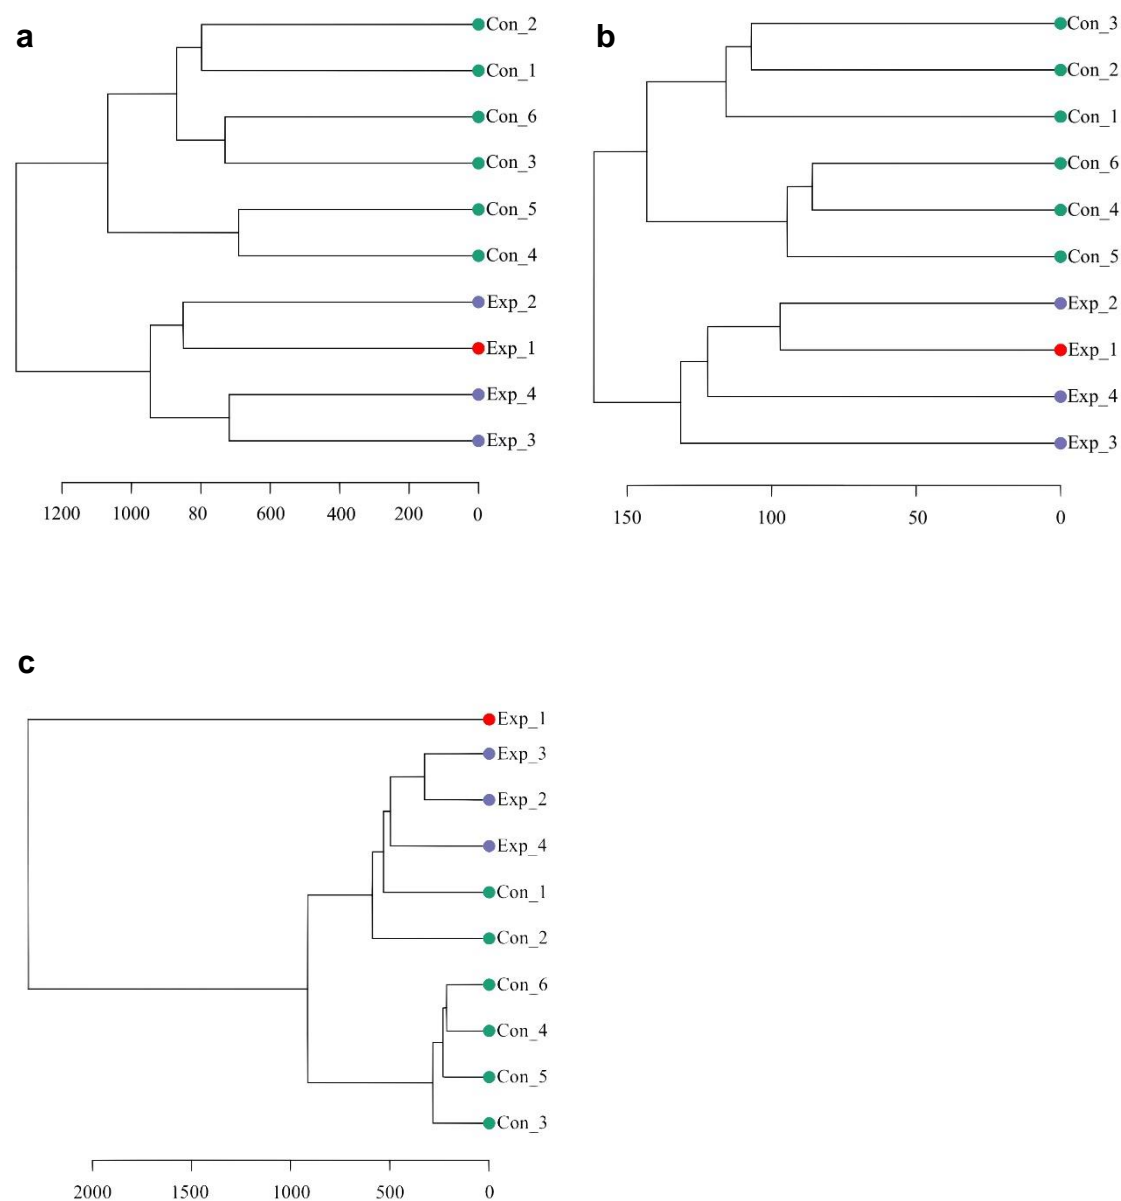 a
Con_2
Con_1
Con_6
Con_3
Con_5
Con_4
Exp_2
Exp_1
Exp_4
Exp_3
1200 1000 80 600 400 200 0
b
Con_3
Con_2
Con_1
Con_6
Con_4
Con_5
Exp_2
Exp_1
Exp_4
Exp_3
150 100 50 0
c
Exp_1
Exp_3
Exp_2
Exp_4
Con_1
Con_2
Con_6
Con_4
Con_5
Con_3
2000 1500 1000 500 0